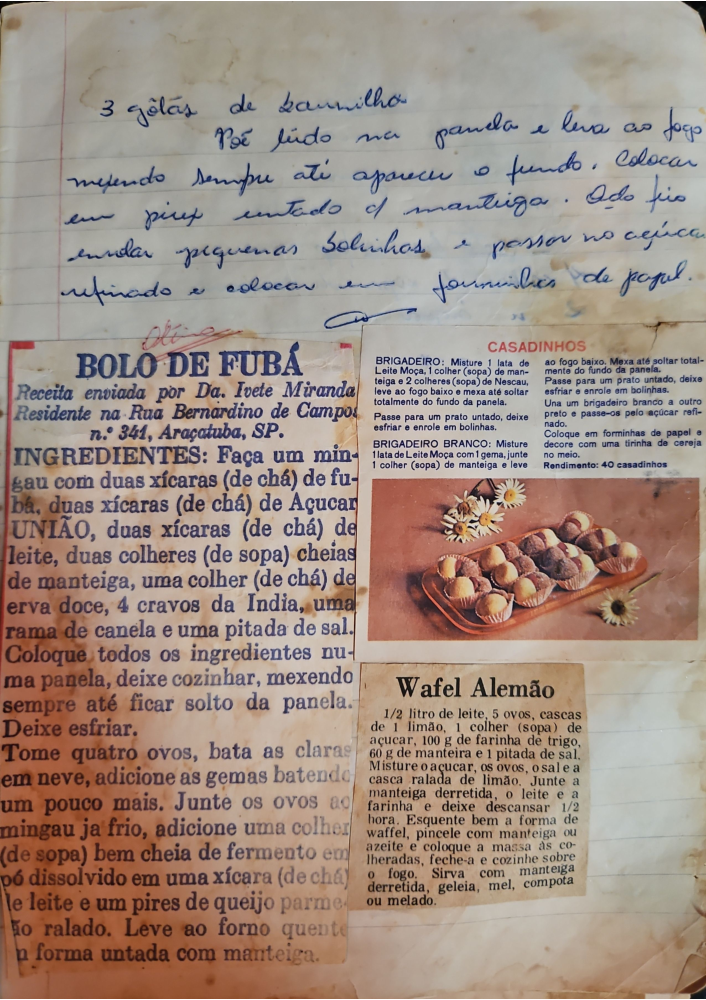 3 gôtas de baunilha
Poê tudo na panela e leva ao fogo
mexendo sempre até aparecer o fundo. Colocar
em pirex untado c/ manteiga. Qdo frio
enrolar pequenas bolinhas e passar no açúcar
refinado e colocar em forminhas de papel.
Ótimo
BOLO DE FUBÁ
Receita enviada por Da. Ivete Miranda
Residente na Rua Bernardino de Campos
n.º 341, Araçatuba, SP.
INGREDIENTES: Faça um min-
gau com duas xícaras (de chá) de fu-
bá, duas xícaras (de chá) de Açucar
UNIÃO, duas xícaras (de chá) de
leite, duas colheres (de sopa) cheias
de manteiga, uma colher (de chá) de
erva doce, 4 cravos da India, uma
rama de canela e uma pitada de sal.
Coloque todos os ingredientes nu-
ma panela, deixe cozinhar, mexendo
sempre até ficar solto da panela.
Deixe esfriar.
Tome quatro ovos, bata as claras
em neve, adicione as gemas batendo
um pouco mais. Junte os ovos ao
mingau ja frio, adicione uma colher
(de sopa) bem cheia de fermento em
pó dissolvido em uma xícara (de chá)
de leite e um pires de queijo parme-
são ralado. Leve ao forno quente
n forma untada com manteiga.
CASADINHOS
BRIGADEIRO: Misture 1 lata de
Leite Moça, 1 colher (sopa) de man-
teiga e 2 colheres (sopa) de Nescau,
leve ao fogo baixo e mexa até soltar
totalmente do fundo da panela.
Passe para um prato untado, deixe
esfriar e enrole em bolinhas.
BRIGADEIRO BRANCO: Misture
1 lata de Leite Moça com 1 gema, junte
1 colher (sopa) de manteiga e leve
ao fogo baixo. Mexa até soltar total-
mente do fundo da panela.
Passe para um prato untado, deixe
esfriar e enrole em bolinhas.
Una um brigadeiro branco a outro
preto e passe-os pelo açúcar refi-
nado.
Coloque em forminhas de papel e
decore com uma tirinha de cereja
no meio.
Rendimento: 40 casadinhos
Wafel Alemão
1/2 litro de leite, 5 ovos, cascas
de 1 limão, 1 colher (sopa) de
açucar, 100 g de farinha de trigo,
60 g de manteira e 1 pitada de sal.
Misture o açucar, os ovos, o sal e a
casca ralada de limão. Junte a
manteiga derretida, o leite e a
farinha e deixe descansar 1/2
hora. Esquente bem a forma de
waffel, pincele com manteiga ou
azeite e coloque a massa às co-
lheradas, feche-a e cozinhe sobre
o fogo. Sirva com manteiga
derretida, geleia, mel, compota
ou melado.